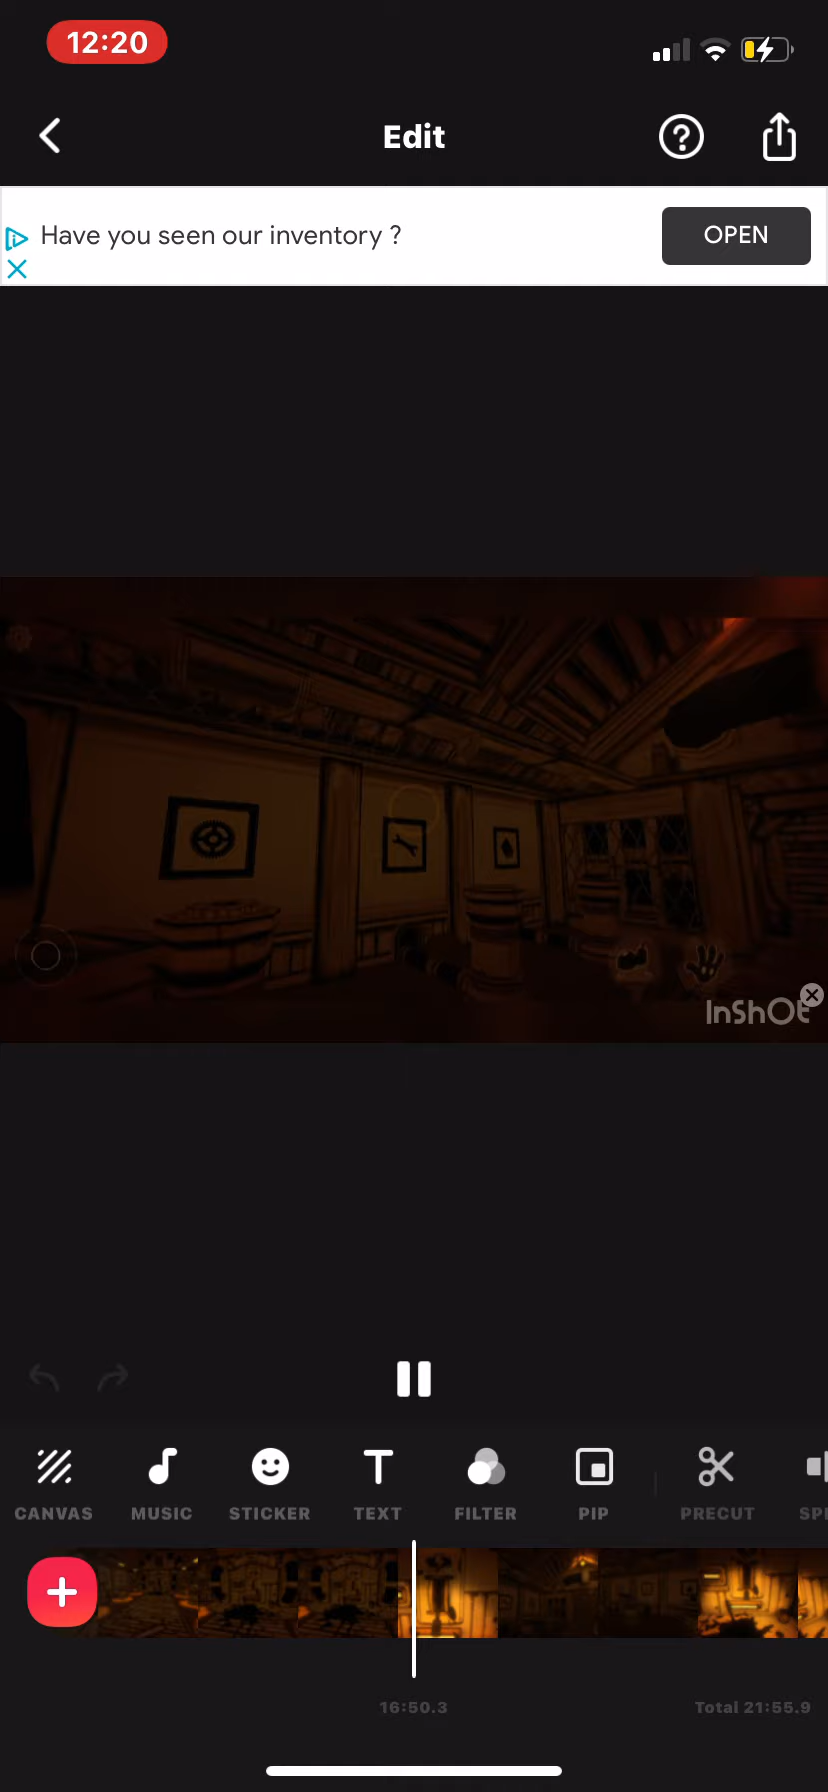 12:20
Edit
Have you seen our inventory ?
OPEN
InShOt
CANVAS
MUSIC
STICKER
TEXT
FILTER
PIP
PRECUT
SPL
16:50.3
Total 21:55.9